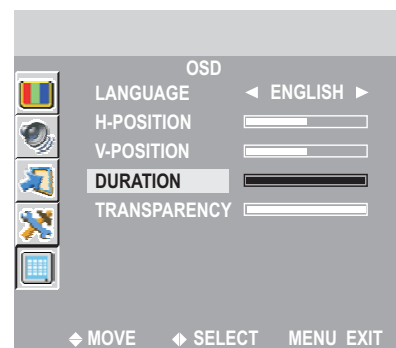 OSD
LANGUAGE ENGLISH
H-POSITION
V-POSITION
DURATION
TRANSPARENCY
MOVE SELECT MENU EXIT